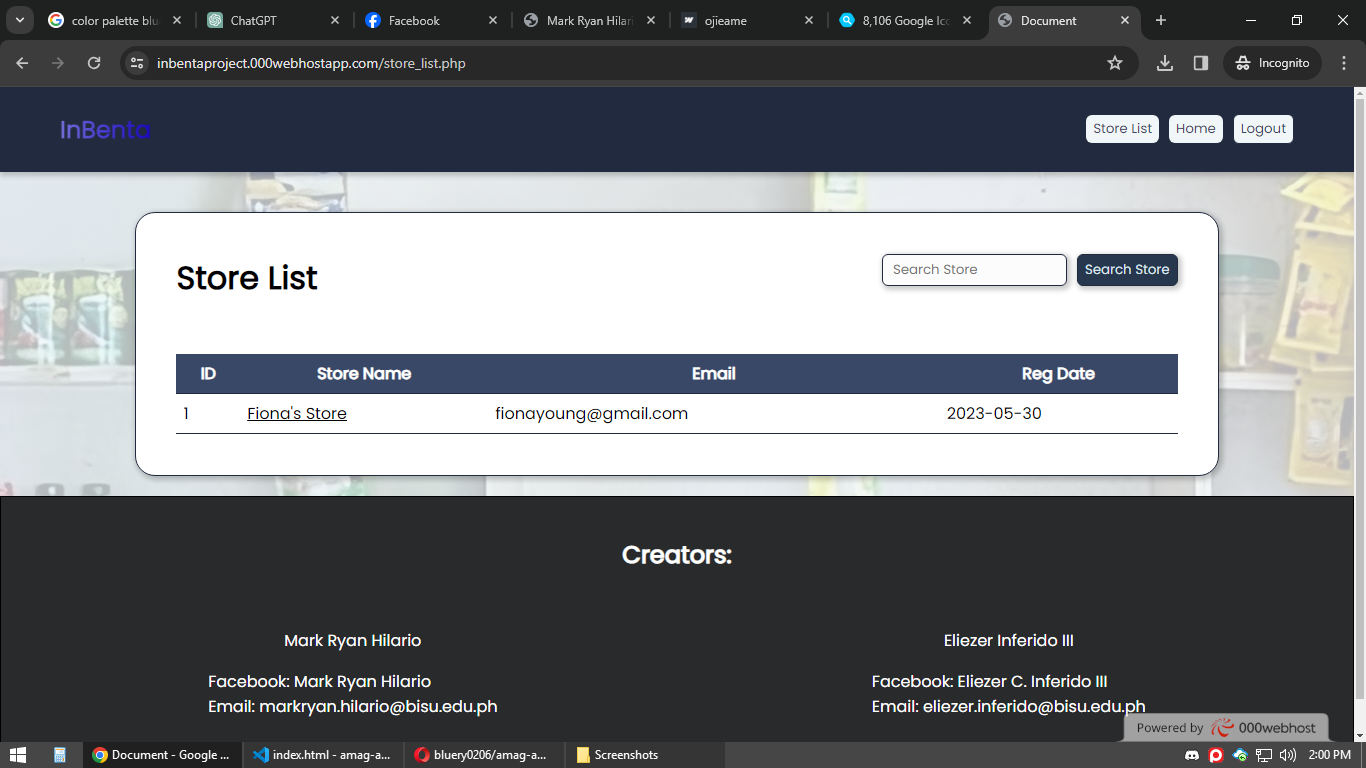 color palette blu
ChatGPT
Facebook
Mark Ryan Hilari
ojieame
8,106 Google Ico
Document
inbentaproject.000webhostapp.com/store_list.php
Incognito
InBenta
Store List
Home
Logout
Store List
Search Store
Search Store
ID Store Name Email Reg Date
1 Fiona's Store fionayoung@gmail.com 2023-05-30
Creators:
Mark Ryan Hilario
Facebook: Mark Ryan Hilario
Email: markryan.hilario@bisu.edu.ph
Eliezer Inferido III
Facebook: Eliezer C. Inferido III
Email: eliezer.inferido@bisu.edu.ph
Powered by 000webhost
Document - Google ...
index.html - amag-a...
bluery0206/amag-a...
Screenshots
2:00 PM